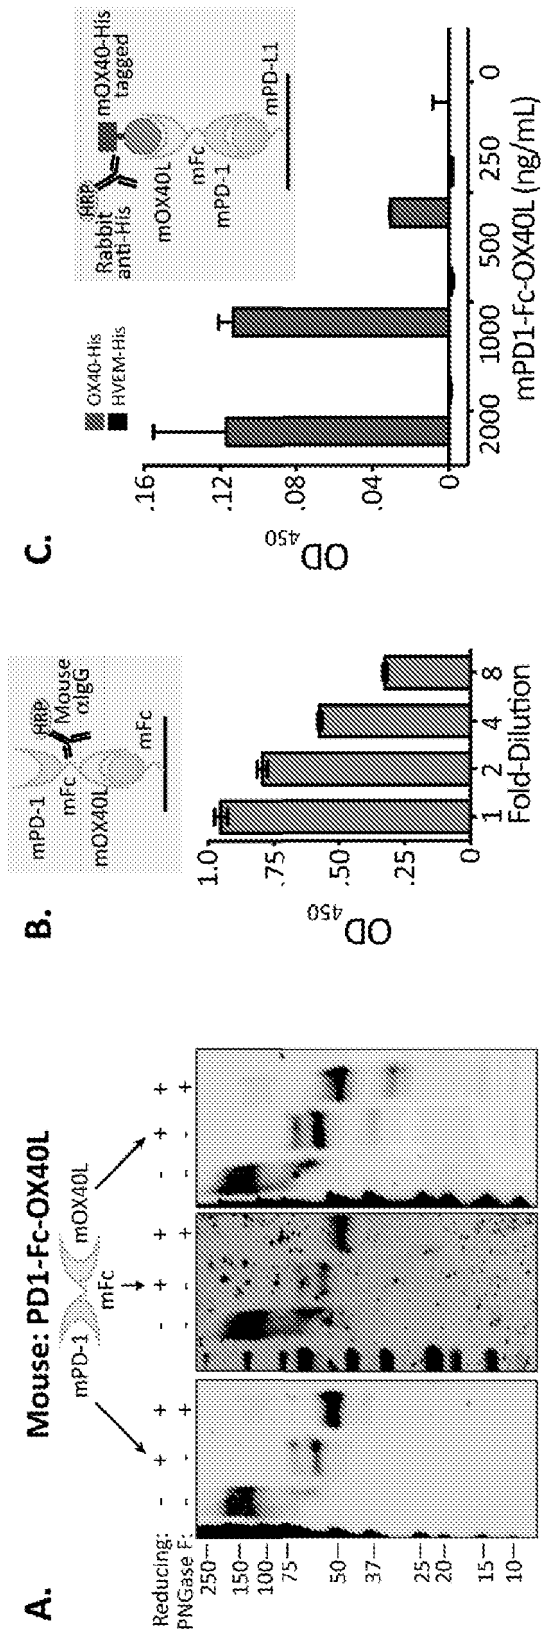 A.
Mouse: PD1-Fc-OX40L
mPD-1
mFc
mOX40L
Reducing: - + + - + + - + +
PNGase F: - - + - - + - - +
250
150
100
75
50
37
25
20
15
10
B.
mPD-1
mFc
mOX40L
HRP
Mouse
αIgG
mFc
OD450
1.0
.75
.50
.25
0
1 2 4 8
Fold-Dilution
C.
OX40-His
HVEM-His
HRP
Rabbit
anti-His
mOX40-His
tagged
mOX40L
mFc
mPD-1
mPD-L1
OD450
.16
.12
.08
.04
0
2000 1000 500 250 0
mPD1-Fc-OX40L (ng/mL)